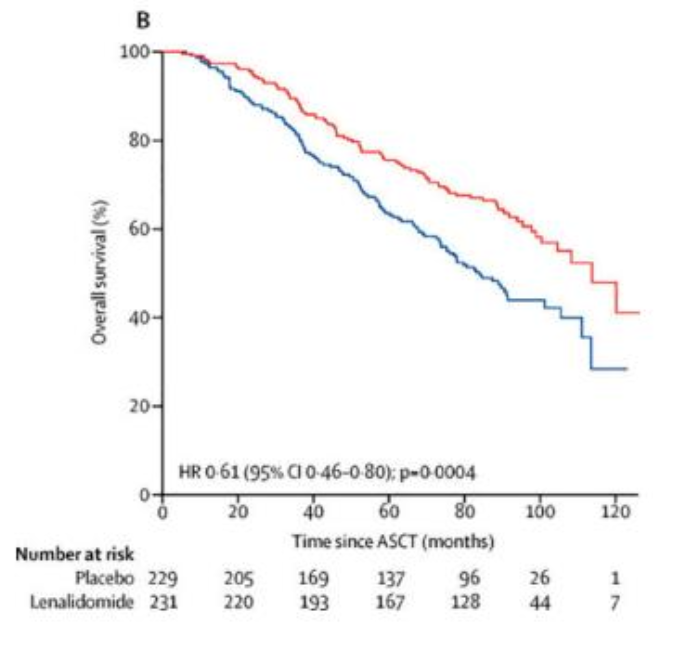 B
100
80
60
40
20
0
Overall survival (%)
HR 0·61 (95% CI 0·46–0·80); p=0·0004
0 20 40 60 80 100 120
Time since ASCT (months)
Number at risk
Placebo 229 205 169 137 96 26 1
Lenalidomide 231 220 193 167 128 44 7